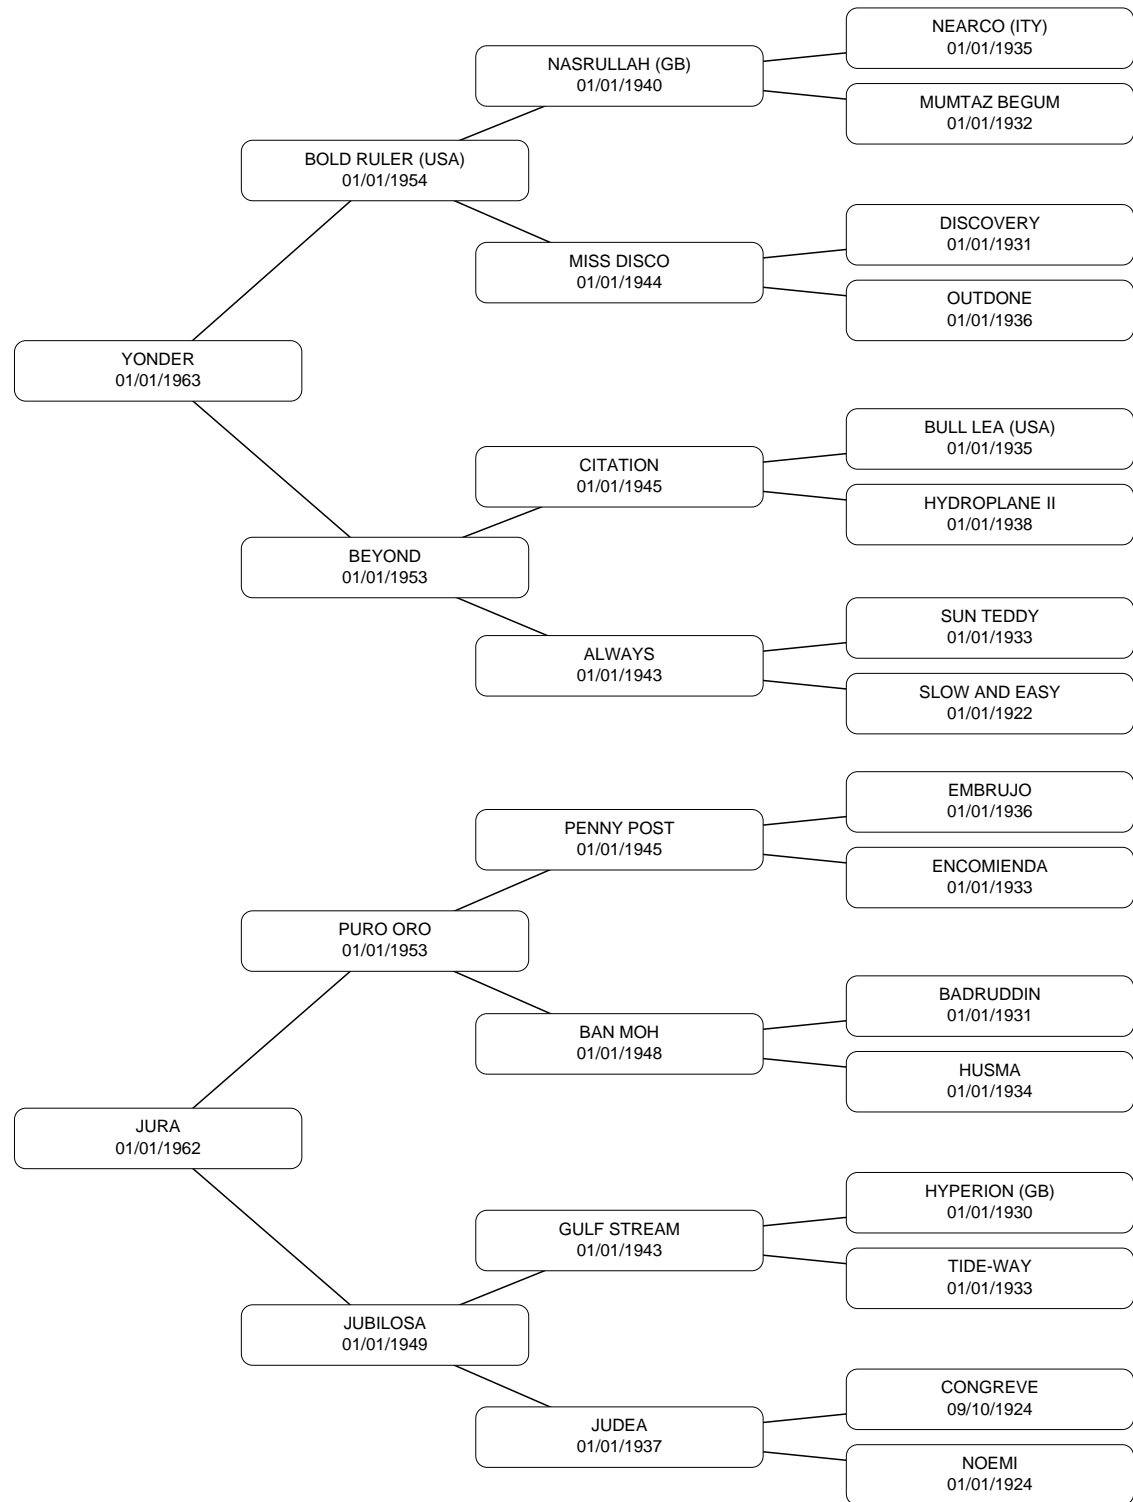 NEARCO (ITY)
01/01/1935
NASRULLAH (GB)
01/01/1940
MUMTAZ BEGUM
01/01/1932
BOLD RULER (USA)
01/01/1954
DISCOVERY
01/01/1931
MISS DISCO
01/01/1944
OUTDONE
01/01/1936
YONDER
01/01/1963
BULL LEA (USA)
01/01/1935
CITATION
01/01/1945
HYDROPLANE II
01/01/1938
BEYOND
01/01/1953
SUN TEDDY
01/01/1933
ALWAYS
01/01/1943
SLOW AND EASY
01/01/1922
EMBRUJO
01/01/1936
PENNY POST
01/01/1945
ENCOMIENDA
01/01/1933
PURO ORO
01/01/1953
BADRUDDIN
01/01/1931
BAN MOH
01/01/1948
HUSMA
01/01/1934
JURA
01/01/1962
HYPERION (GB)
01/01/1930
GULF STREAM
01/01/1943
TIDE-WAY
01/01/1933
JUBILOSA
01/01/1949
CONGREVE
09/10/1924
JUDEA
01/01/1937
NOEMI
01/01/1924